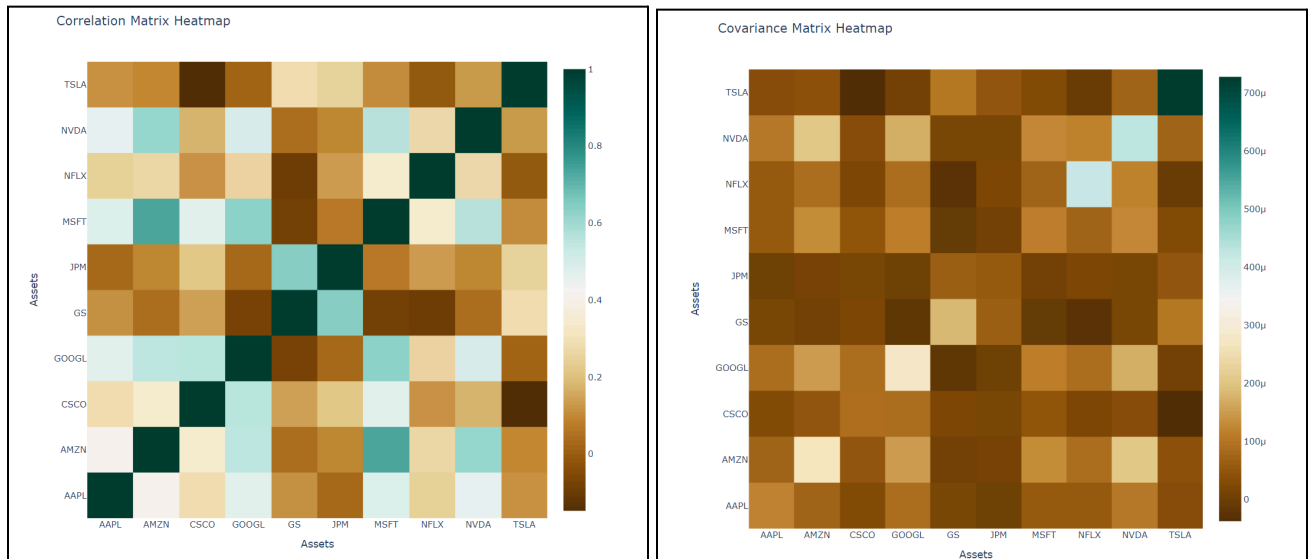 Correlation Matrix Heatmap
TSLA
NVDA
NFLX
MSFT
JPM
GS
GOOGL
CSCO
AMZN
AAPL
Assets
AAPL AMZN CSCO GOOGL GS JPM MSFT NFLX NVDA TSLA
Assets
1
0.8
0.6
0.4
0.2
0
Covariance Matrix Heatmap
TSLA
NVDA
NFLX
MSFT
JPM
GS
GOOGL
CSCO
AMZN
AAPL
Assets
AAPL AMZN CSCO GOOGL GS JPM MSFT NFLX NVDA TSLA
Assets
700μ
600μ
500μ
400μ
300μ
200μ
100μ
0